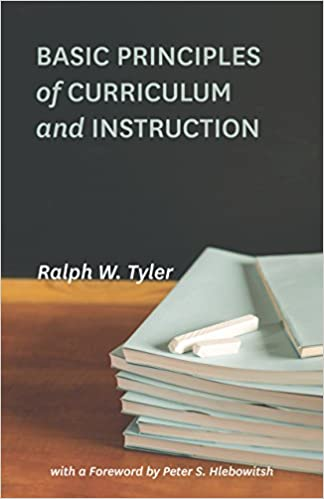 BASIC PRINCIPLES
of CURRICULUM
and INSTRUCTION
Ralph W. Tyler
with a Foreword by Peter S. Hlebowitsh